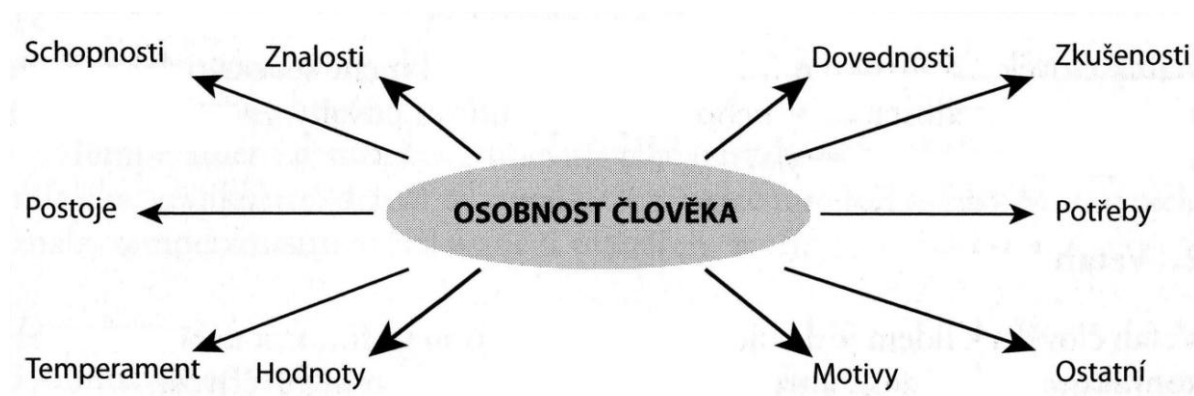 Schopnosti Znalosti Dovednosti Zkušenosti
Postoje OSOBNOST ČLOVĚKA Potřeby
Temperament Hodnoty Motivy Ostatní